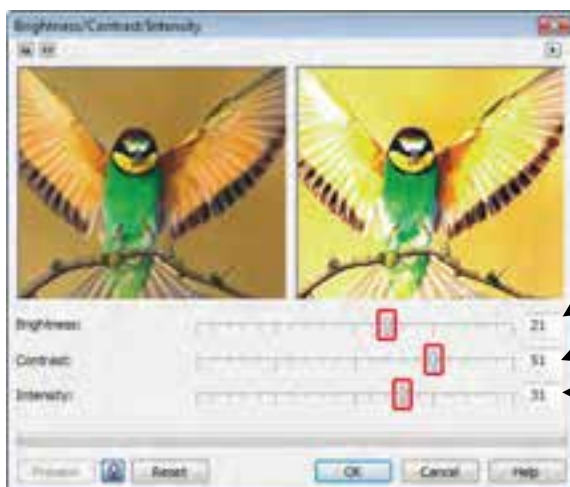 Brightness/Contrast/Intensity
Brightness: 21
Contrast: 51
Intensity: 31
Preview Reset OK Cancel Help